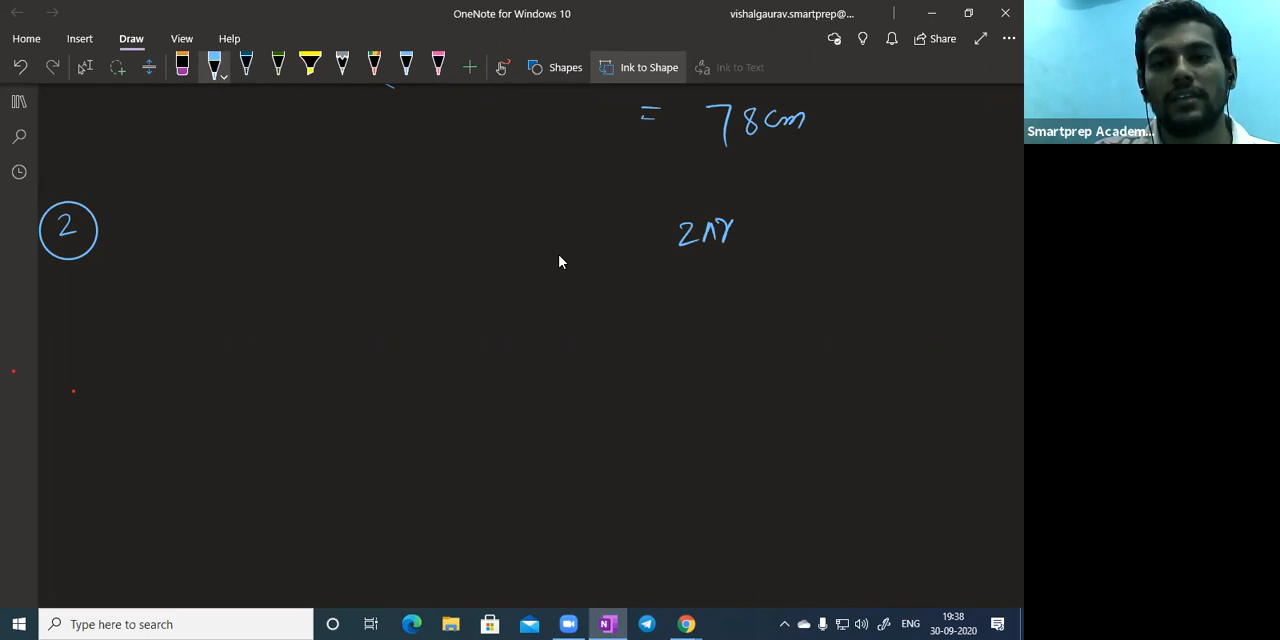 OneNote for Windows 10
vishalgaurav.smartprep@...
Home Insert Draw View Help
Share
Shapes
Ink to Shape
Ink to Text
= 78cm
2
2πr
Smartprep Academ...
Type here to search
ENG
19:38
30-09-2020